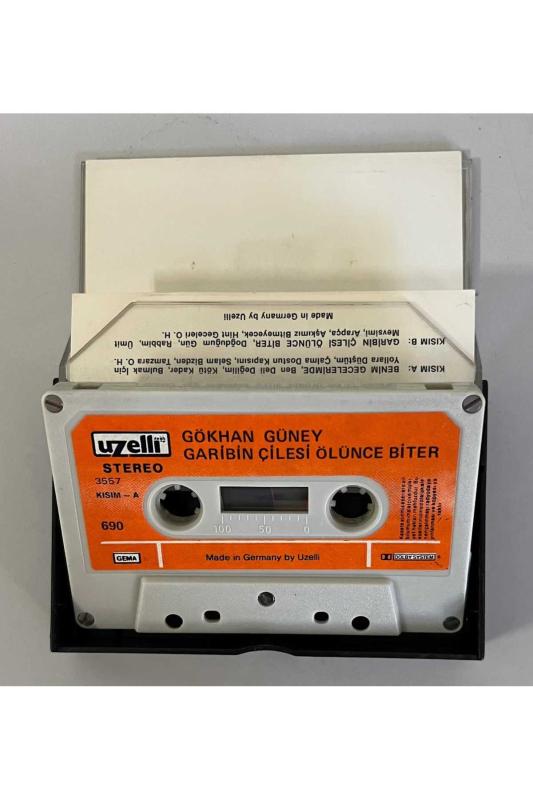 KISIM A: BENİM GECELERİMDE, Ben Deli Değilim, Kötü Kader, Bulmak İçin
Yollara Düştüm, Çalma Dostun Kapısını, Selam Bizden, Tamzara O. H.
KISIM B: GARİBİN ÇİLESİ ÖLÜNCE BİTER, Doğduğum Gün, Rabbim, Ümit
Mevsimi, Arapça, Aşkımız Bitmeyecek, Hint Geceleri O. H.
Made in Germany by Uzelli
uzelli
STEREO
GÖKHAN GÜNEY
GARİBİN ÇİLESİ ÖLÜNCE BİTER
3557
KISIM – A
690
100 50 0
GEMA
Made in Germany by Uzelli
DOLBY SYSTEM